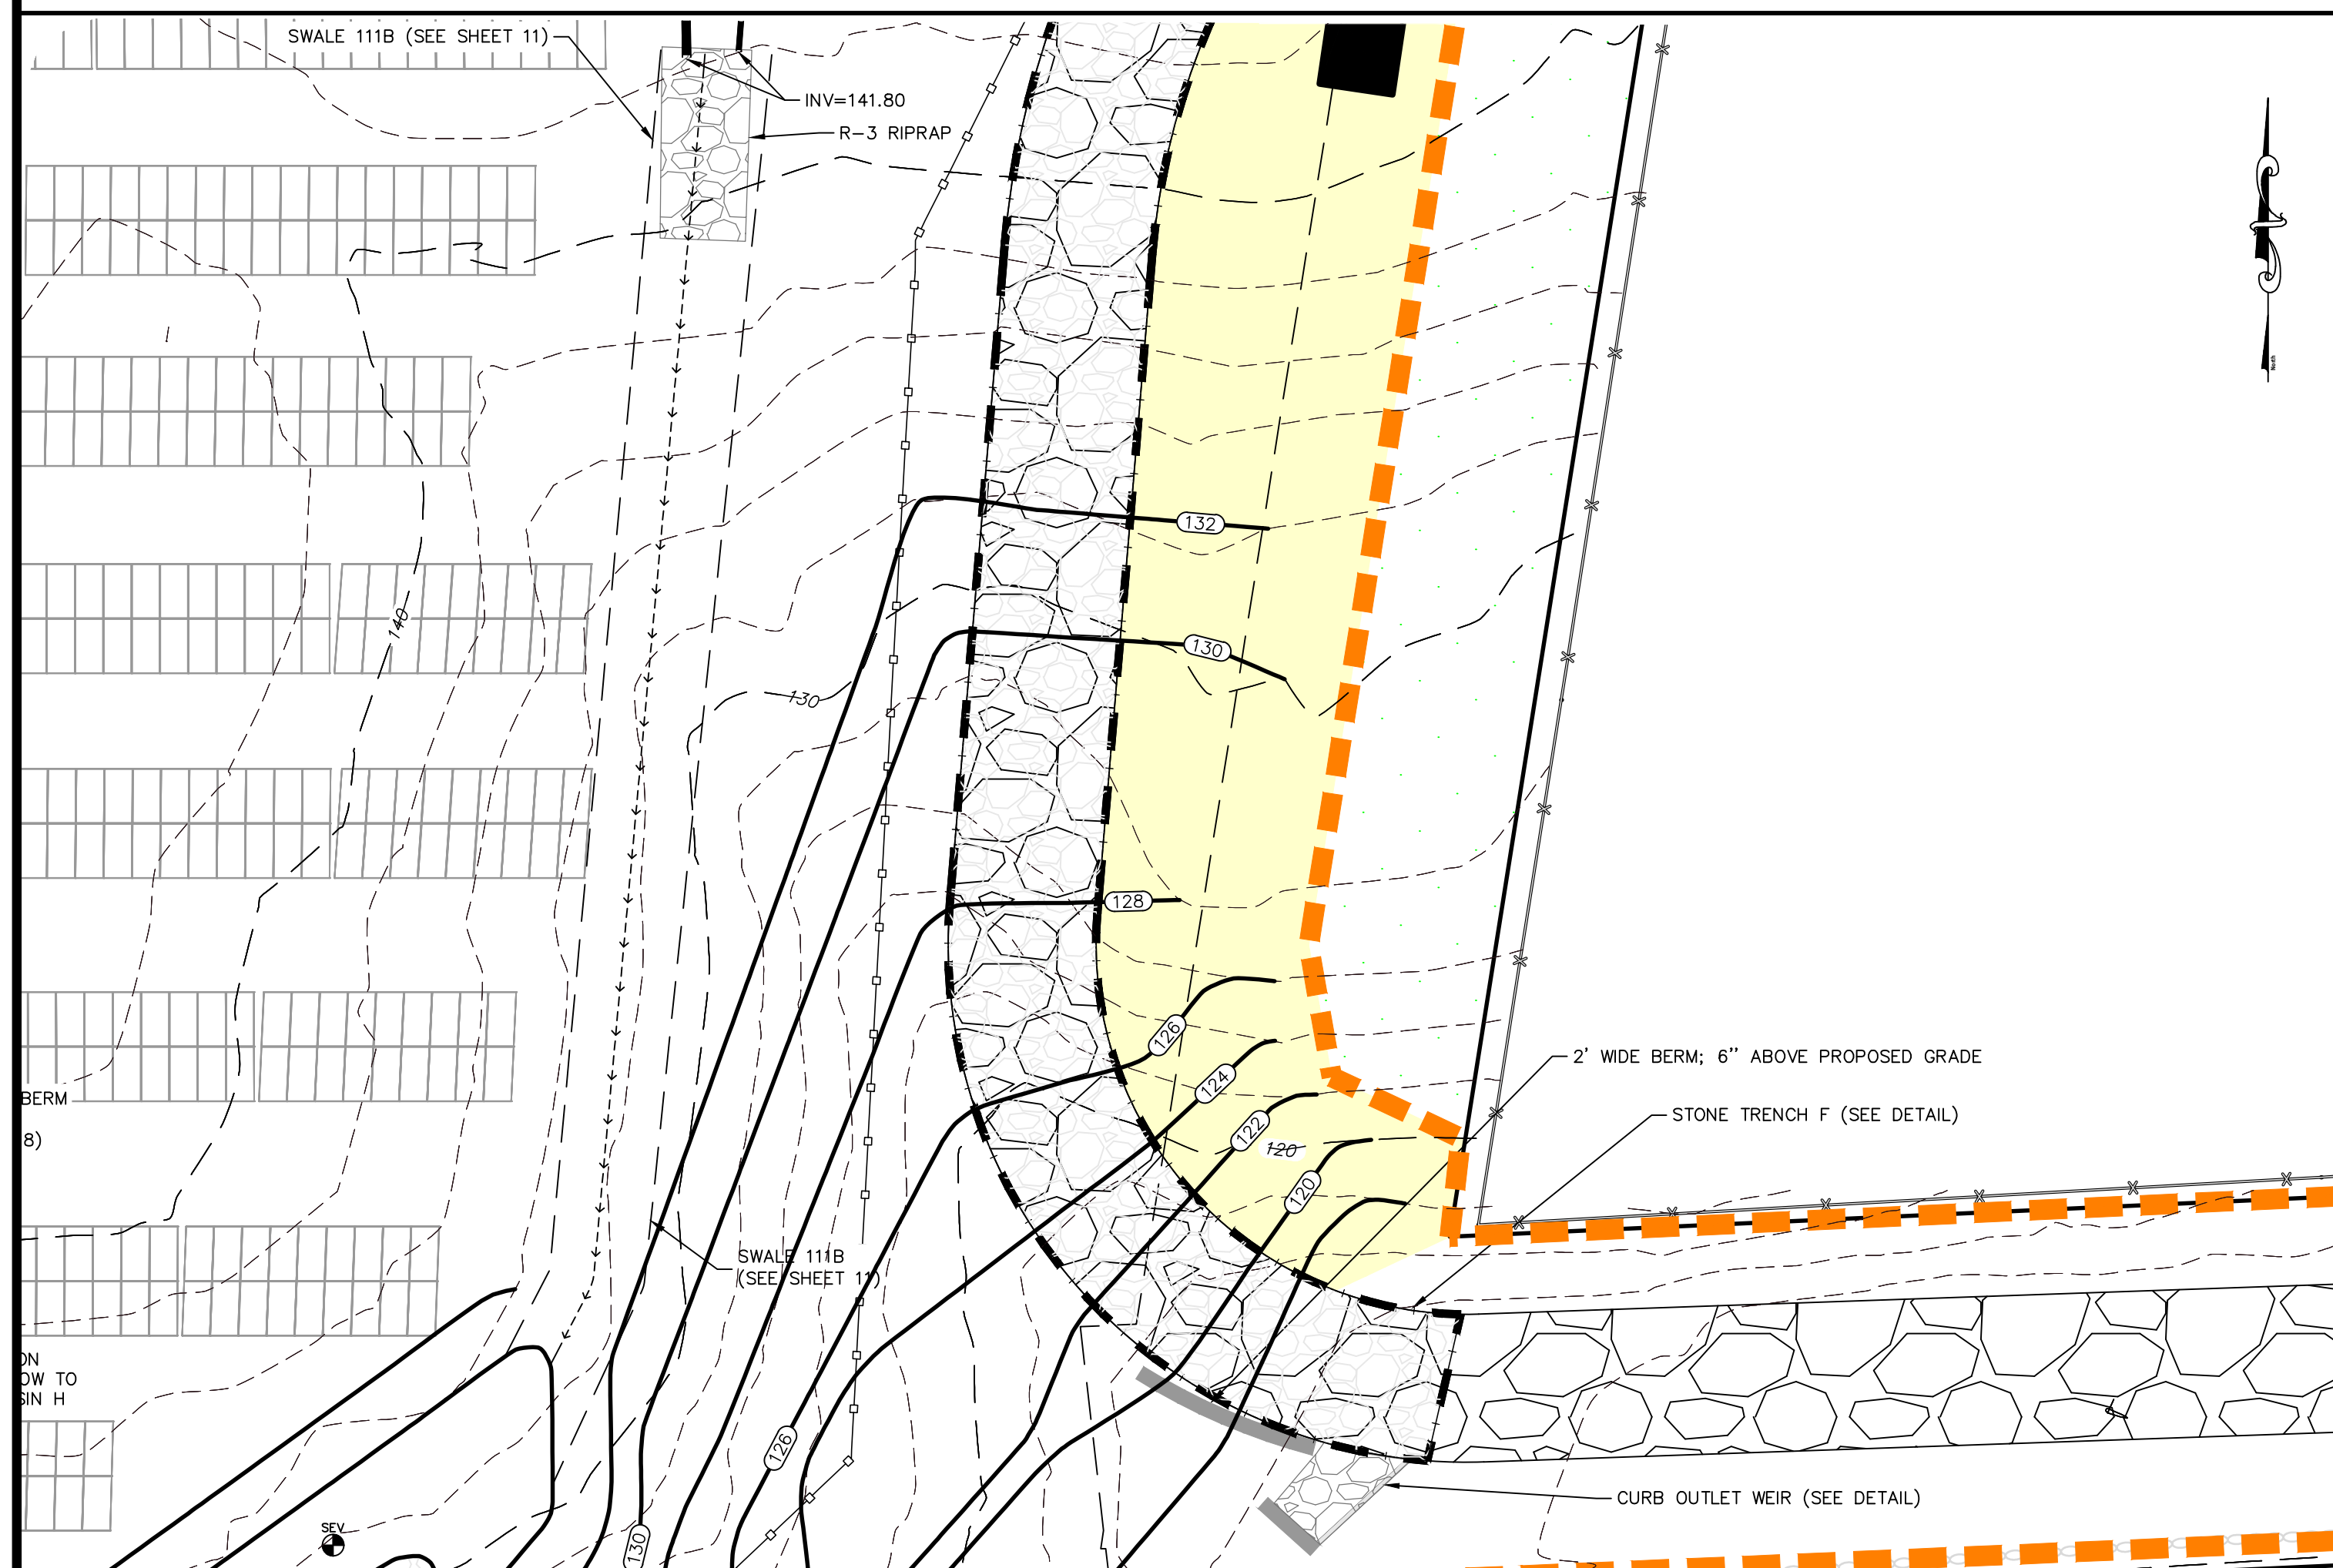 SWALE 111B (SEE SHEET 11)
INV=141.80
R-3 RIPRAP
North
132
140
130
130
128
126
2' WIDE BERM; 6" ABOVE PROPOSED GRADE
124
BERM
STONE TRENCH F (SEE DETAIL)
122
8)
120
120
SWALE 111B
(SEE SHEET 11)
ON
OW TO
SIN H
126
CURB OUTLET WEIR (SEE DETAIL)
SEV
130